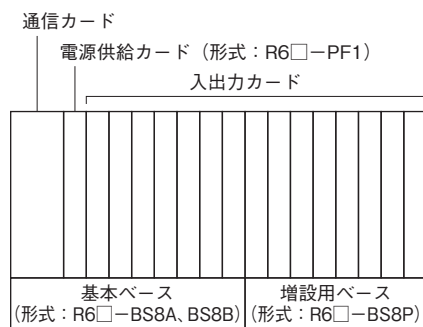 通信カード
電源供給カード（形式：R6□－PF1）
入出力カード
基本ベース
（形式：R6□－BS8A、BS8B）
増設用ベース
（形式：R6□－BS8P）